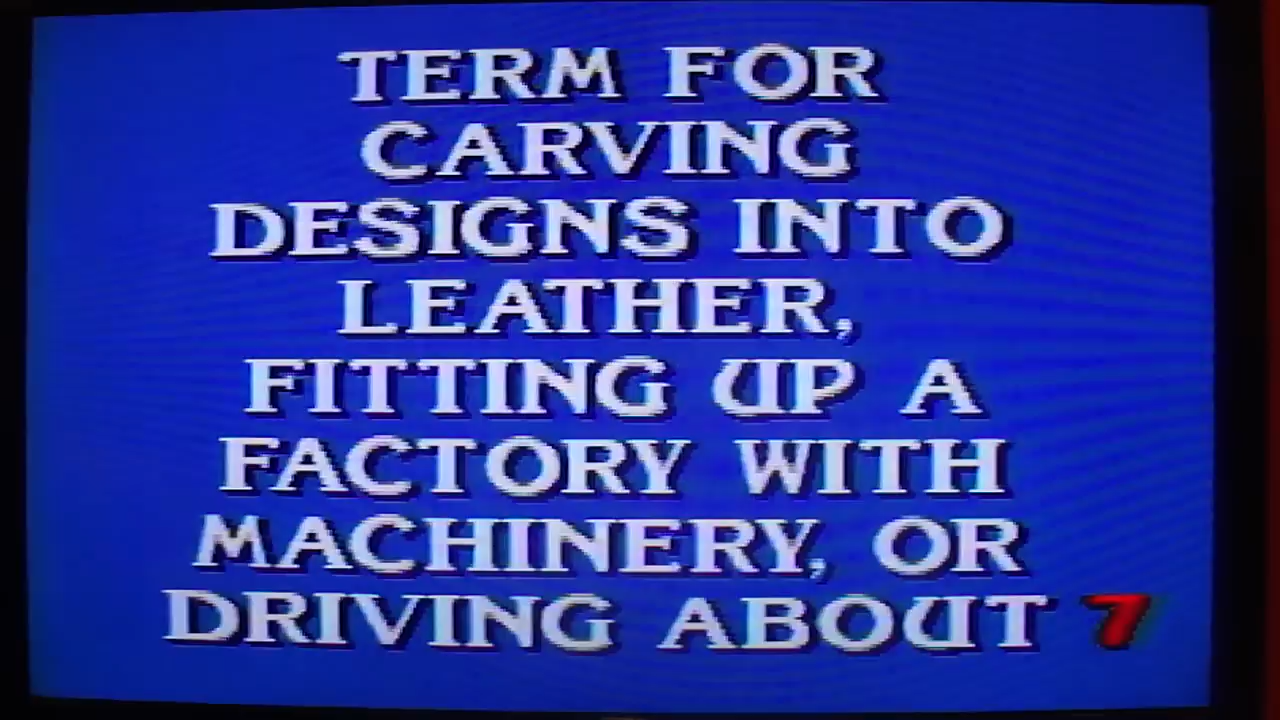 TERM FOR
CARVING
DESIGNS INTO
LEATHER,
FITTING UP A
FACTORY WITH
MACHINERY, OR
DRIVING ABOUT 7